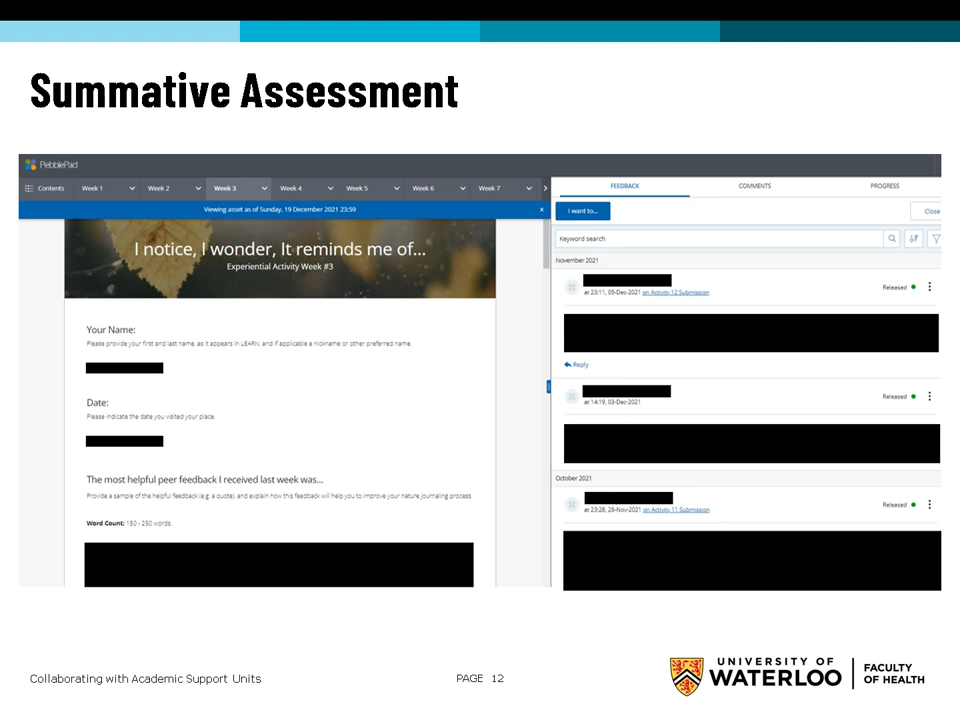 Summative Assessment
PebblePad
Contents Week 1 Week 2 Week 3 Week 4 Week 5 Week 6 Week 7
Viewing asset as of Sunday, 19 December 2021 23:59 x
I notice, I wonder, It reminds me of...
Experiential Activity Week #3
Your Name:
Please provide your first and last name, as it appears in LEARN, and if applicable a nickname or other preferred name.
Date:
Please indicate the date you visited your place.
The most helpful peer feedback I received last week was...
Provide a sample of the helpful feedback (e.g. a quote), and explain how this feedback will help you to improve your nature journaling process.
Word Count: 150 - 250 words.
FEEDBACK COMMENTS PROGRESS
I want to... Close
Keyword search
November 2021
Released
at 23:11, 05-Dec-2021 on Activity 12 Submission
Reply
Released
at 14:19, 03-Dec-2021
October 2021
Released
at 23:28, 28-Nov-2021 on Activity 11 Submission
Collaborating with Academic Support Units
PAGE 12
UNIVERSITY OF
WATERLOO
FACULTY
OF HEALTH